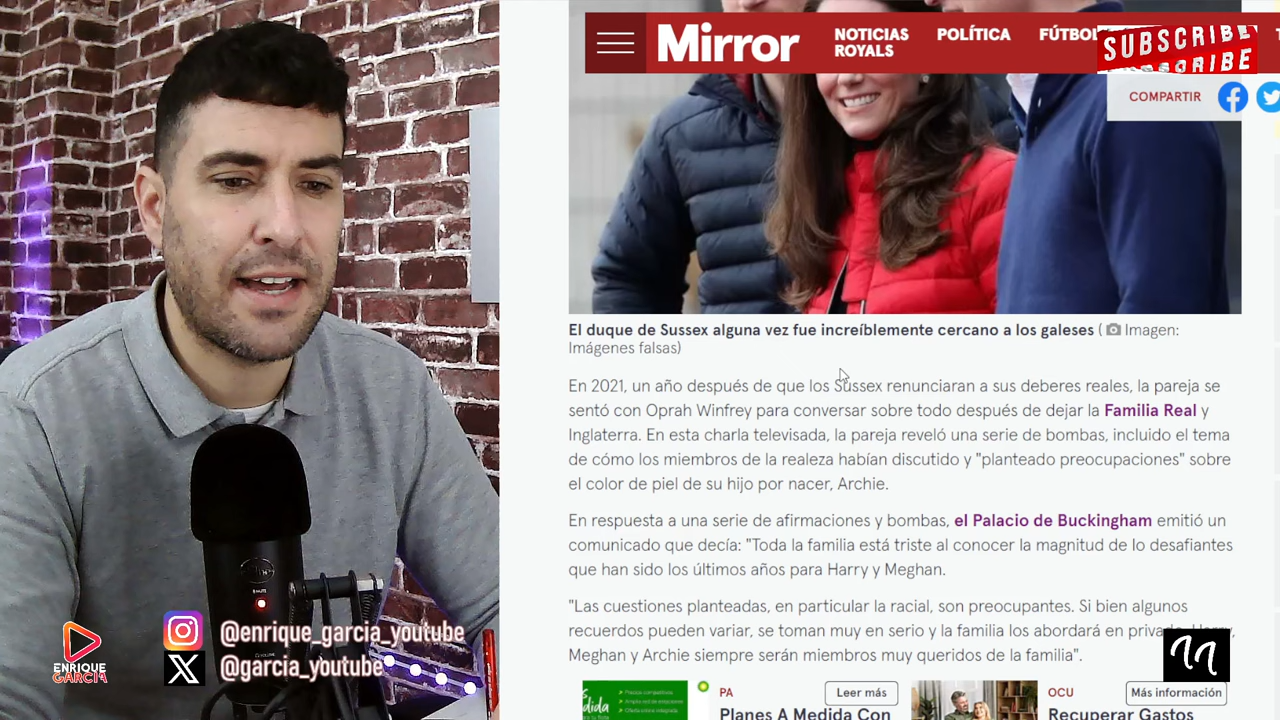 Mirror
NOTICIAS
ROYALS
POLÍTICA
SUBSCRIBE
COMPARTIR
El duque de Sussex alguna vez fue increíblemente cercano a los galeses ( Imagen:
Imágenes falsas)
En 2021, un año después de que los Sussex renunciaran a sus deberes reales, la pareja se
sentó con Oprah Winfrey para conversar sobre todo después de dejar la Familia Real y
Inglaterra. En esta charla televisada, la pareja reveló una serie de bombas, incluido el tema
de cómo los miembros de la realeza habían discutido y "planteado preocupaciones" sobre
el color de piel de su hijo por nacer, Archie.
En respuesta a una serie de afirmaciones y bombas, el Palacio de Buckingham emitió un
comunicado que decía: "Toda la familia está triste al conocer la magnitud de lo desafiantes
que han sido los últimos años para Harry y Meghan.
"Las cuestiones planteadas, en particular la racial, son preocupantes. Si bien algunos
recuerdos pueden variar, se toman muy en serio y la familia los abordará en privado. Harry,
Meghan y Archie siempre serán miembros muy queridos de la familia".
PA
Leer más
Planes A Medida Con
OCU
Más información
Recuperar Gastos
@enrique_garcia_youtube
@garcia_youtube
ENRIQUE
GARCIA